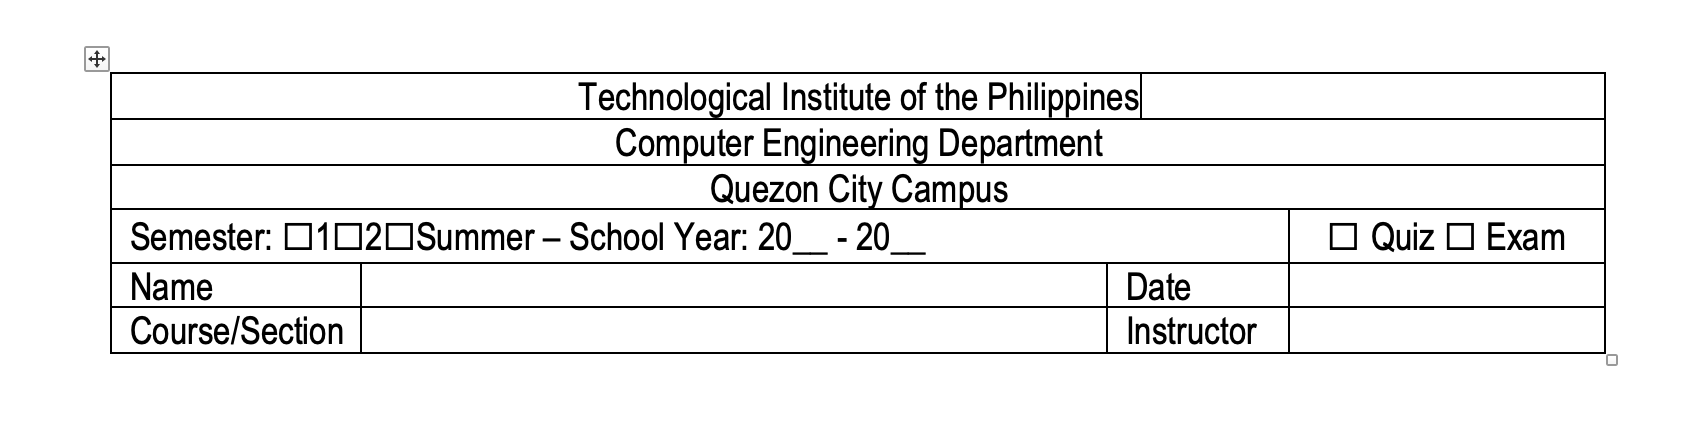 Technological Institute of the Philippines
Computer Engineering Department
Quezon City Campus
Semester: ☐1☐2☐Summer – School Year: 20__ - 20__ ☐ Quiz ☐ Exam
Name Date
Course/Section Instructor